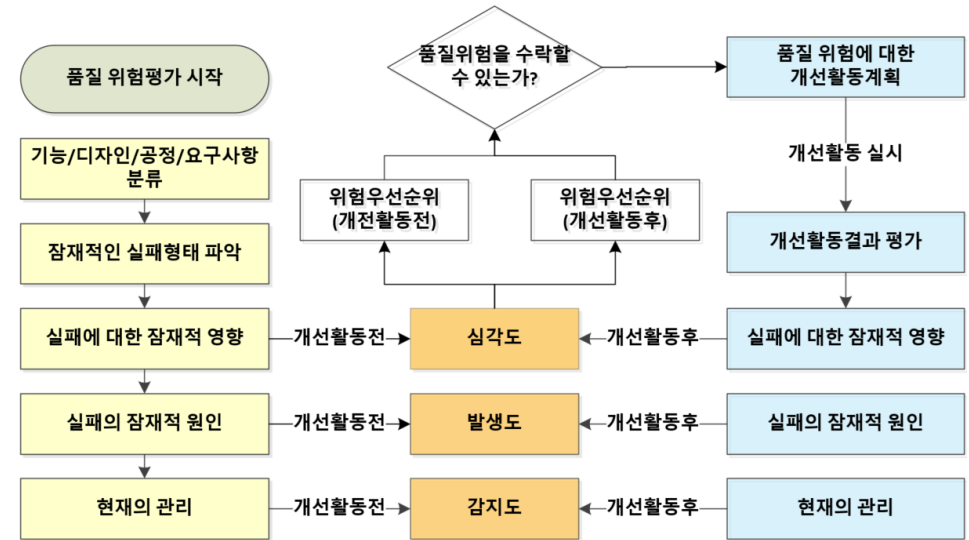 품질 위험평가 시작
기능/디자인/공정/요구사항
분류
잠재적인 실패형태 파악
실패에 대한 잠재적 영향
실패의 잠재적 원인
현재의 관리
개선활동전
개선활동전
개선활동전
품질위험을 수락할
수 있는가?
위험우선순위
(개전활동전)
위험우선순위
(개선활동후)
심각도
발생도
감지도
개선활동후
개선활동후
개선활동후
품질 위험에 대한
개선활동계획
개선활동 실시
개선활동결과 평가
실패에 대한 잠재적 영향
실패의 잠재적 원인
현재의 관리